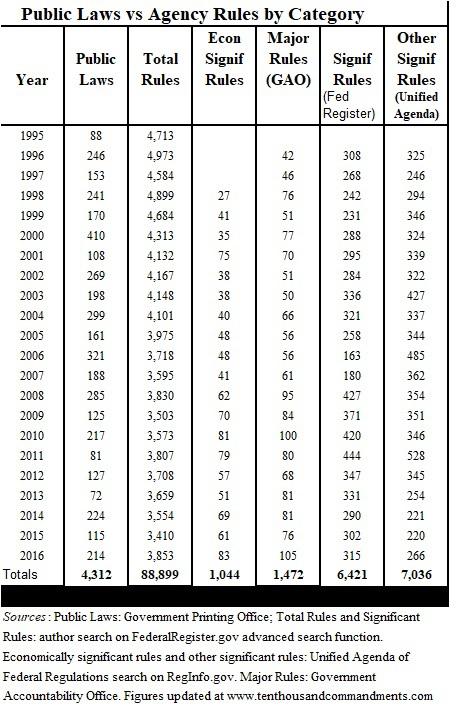 Public Laws vs Agency Rules by Category
Year Public Laws Total Rules Econ Signif Rules Major Rules (GAO) Signif Rules (Fed Register) Other Signif Rules (Unified Agenda)
1995 88 4,713
1996 246 4,973 42 308 325
1997 153 4,584 46 268 246
1998 241 4,899 27 76 242 294
1999 170 4,684 41 51 231 346
2000 410 4,313 35 77 288 324
2001 108 4,132 75 70 295 339
2002 269 4,167 38 51 284 322
2003 198 4,148 38 50 336 427
2004 299 4,101 40 66 321 337
2005 161 3,975 48 56 258 344
2006 321 3,718 48 56 163 485
2007 188 3,595 41 61 180 362
2008 285 3,830 62 95 427 354
2009 125 3,503 70 84 371 351
2010 217 3,573 81 100 420 346
2011 81 3,807 79 80 444 528
2012 127 3,708 57 68 347 345
2013 72 3,659 51 81 331 254
2014 224 3,554 69 81 290 221
2015 115 3,410 61 76 302 220
2016 214 3,853 83 105 315 266
Totals 4,312 88,899 1,044 1,472 6,421 7,036
Sources: Public Laws: Government Printing Office; Total Rules and Significant
Rules: author search on FederalRegister.gov advanced search function.
Economically significant rules and other significant rules: Unified Agenda of
Federal Regulations search on RegInfo.gov. Major Rules: Government
Accountability Office. Figures updated at www.tenthousandcommandments.com